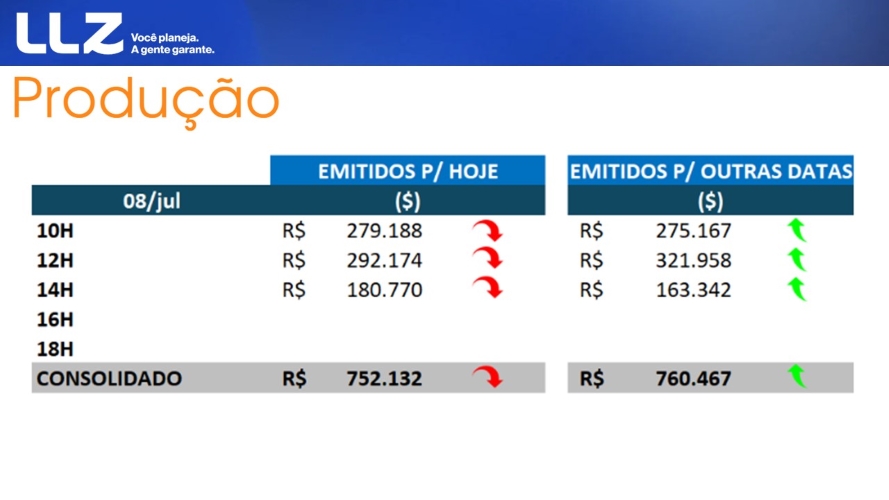 LLZ
Você planeja.
A gente garante.
Produção
EMITIDOS P/ HOJE EMITIDOS P/ OUTRAS DATAS
08/jul ($) ($)
10H R$ 279.188 R$ 275.167
12H R$ 292.174 R$ 321.958
14H R$ 180.770 R$ 163.342
16H
18H
CONSOLIDADO R$ 752.132 R$ 760.467